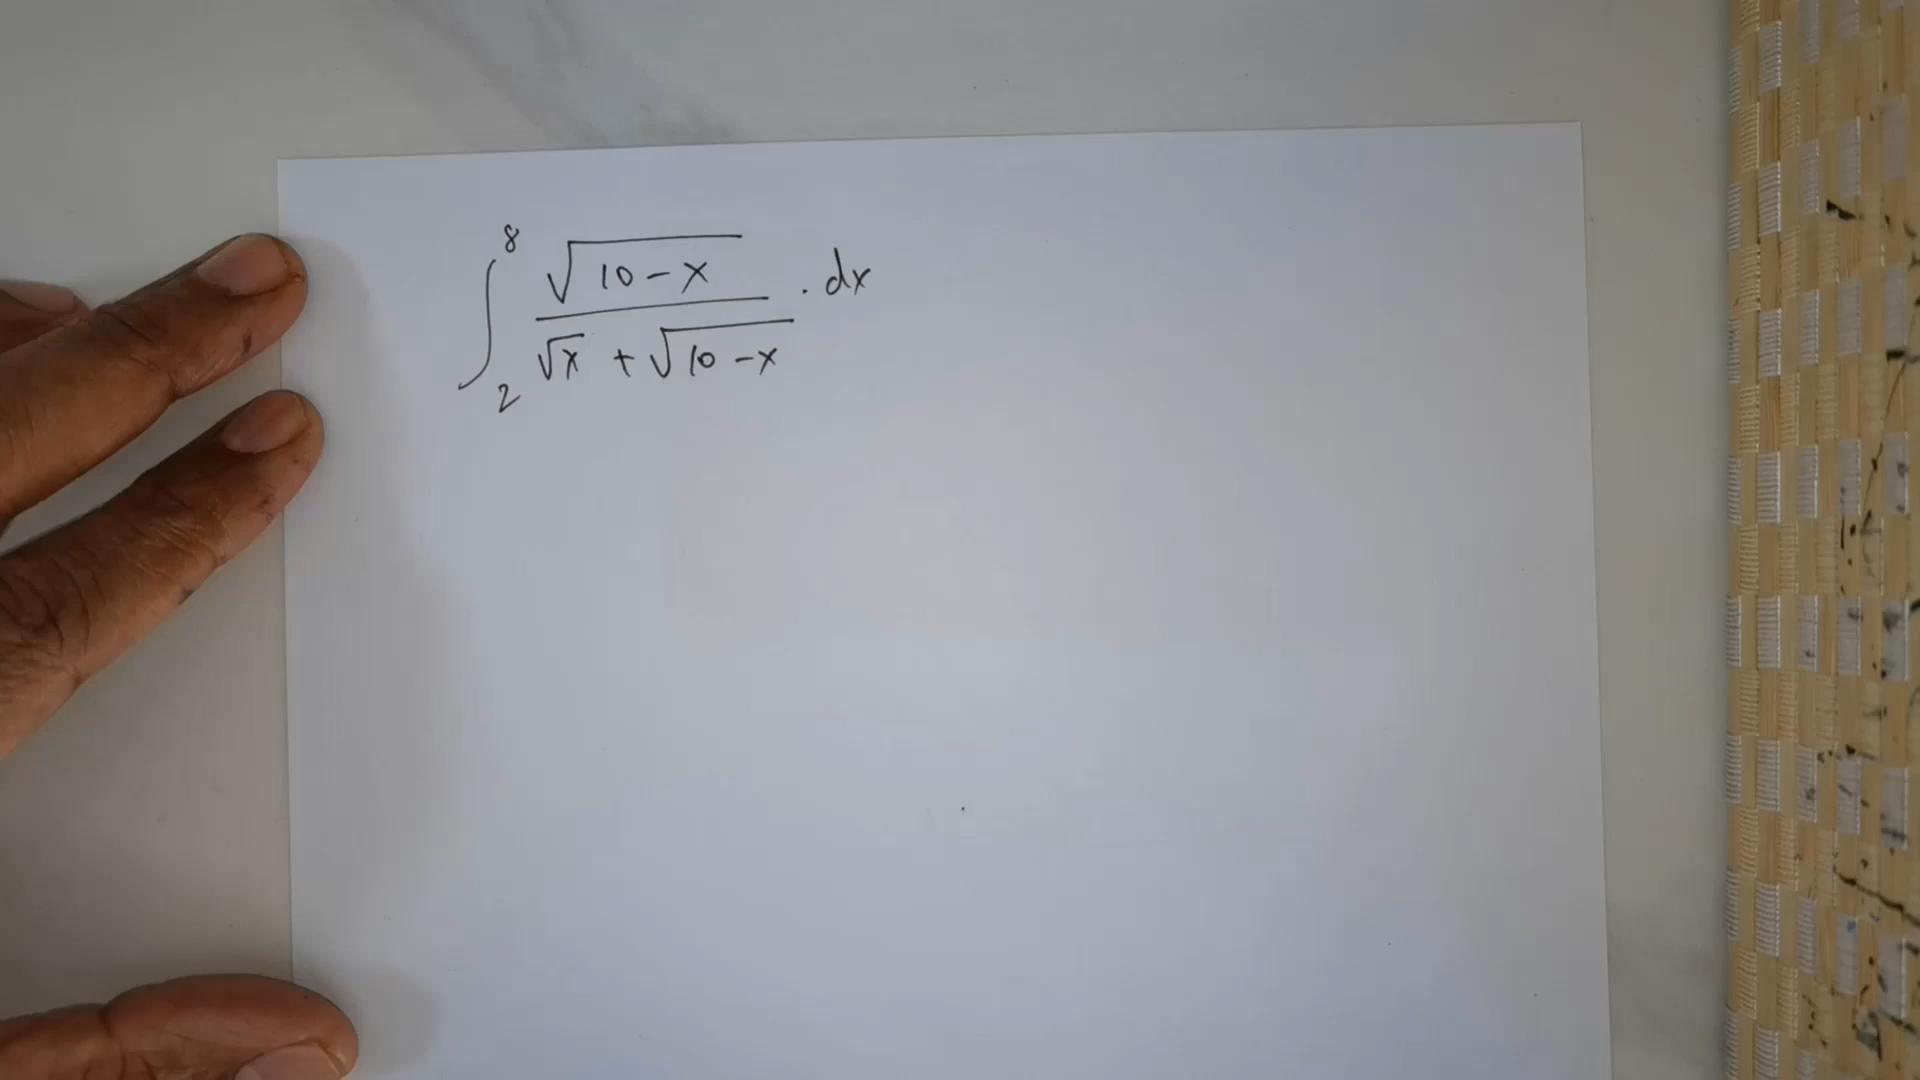 ∫₂⁸ √(10-x) / (√x + √(10-x)) . dx